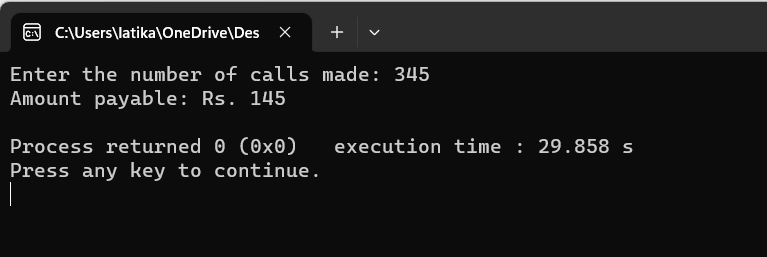 C:\Users\latika\OneDrive\Des
Enter the number of calls made: 345
Amount payable: Rs. 145
Process returned 0 (0x0)   execution time : 29.858 s
Press any key to continue.